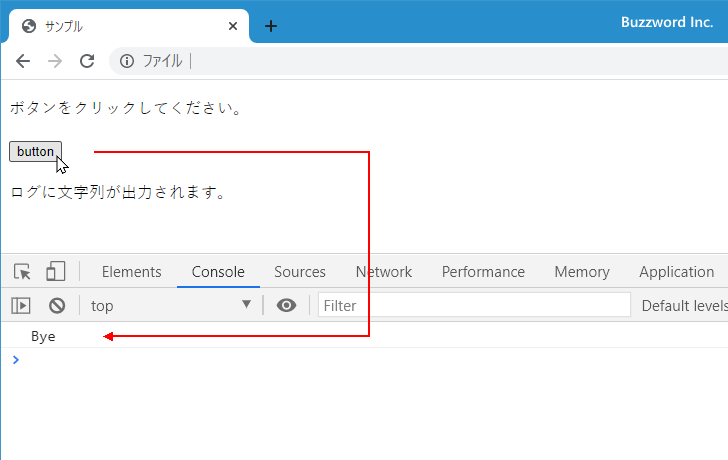 サンプル
Buzzword Inc.
ファイル
ボタンをクリックしてください。
button
ログに文字列が出力されます。
Elements Console Sources Network Performance Memory Application
top Filter Default levels
Bye